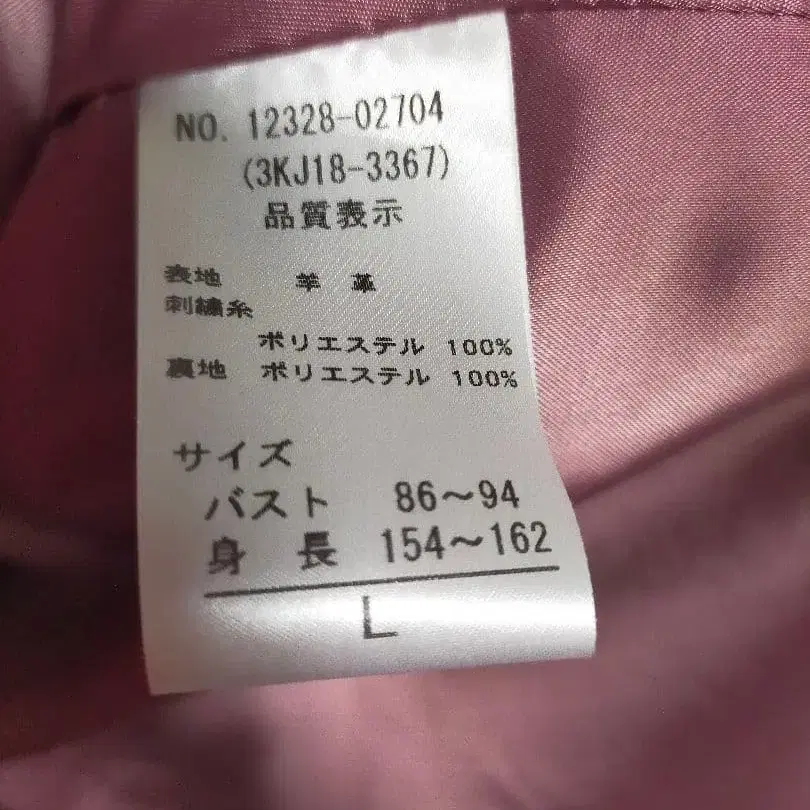 NO. 12328-02704
(3KJ18-3367)
品質表示
表地 羊 革
刺繍糸
ポリエステル 100%
裏地 ポリエステル 100%
サイズ
バスト 86〜94
身 長 154〜162
L